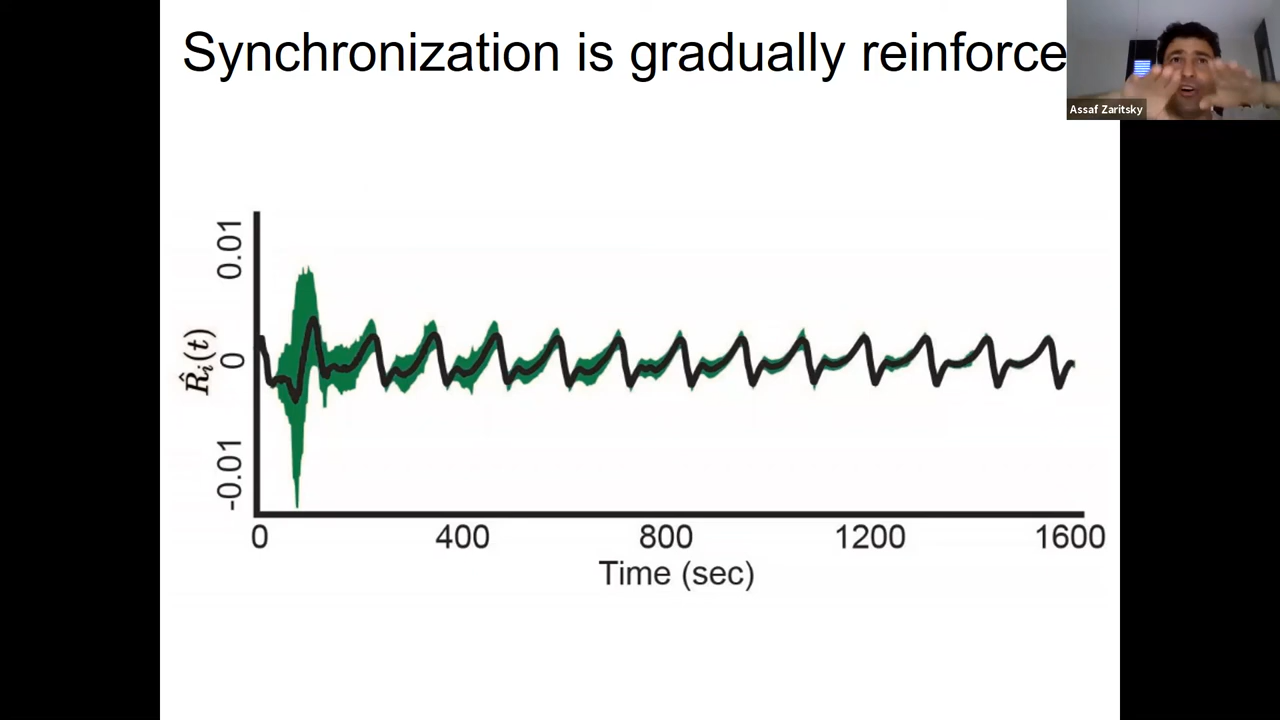 Synchronization is gradually reinforce
Assaf Zaritsky
0.01
0
-0.01
R̂ᵢ(t)
0 400 800 1200 1600
Time (sec)